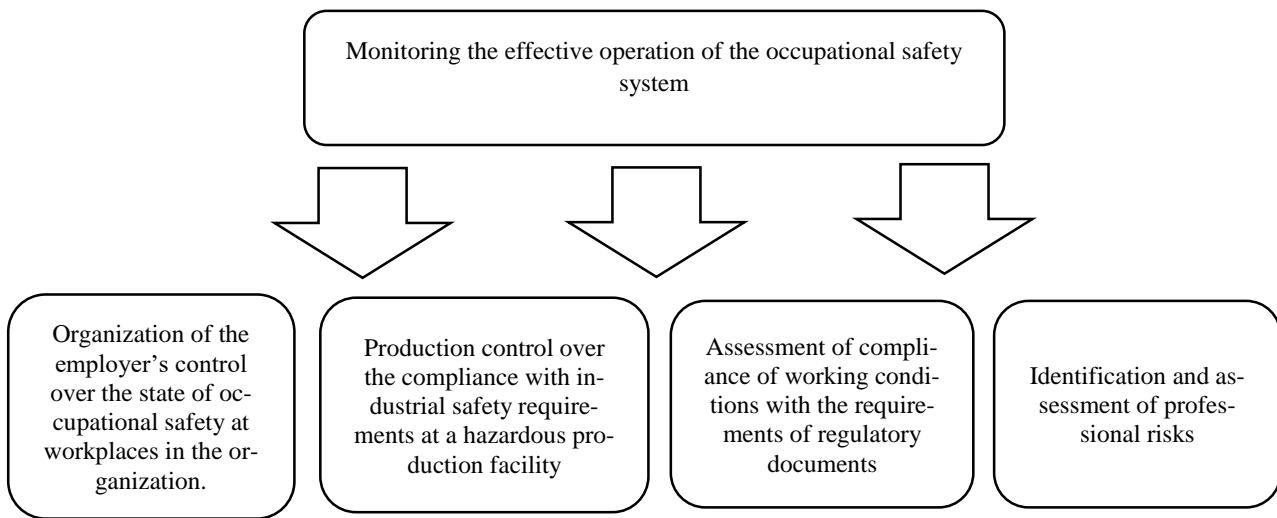 Monitoring the effective operation of the occupational safety
system
Organization of the
employer’s control
over the state of oc-
cupational safety at
workplaces in the or-
ganization.
Production control over
the compliance with in-
dustrial safety require-
ments at a hazardous pro-
duction facility
Assessment of compli-
ance of working condi-
tions with the require-
ments of regulatory
documents
Identification and as-
sessment of profes-
sional risks